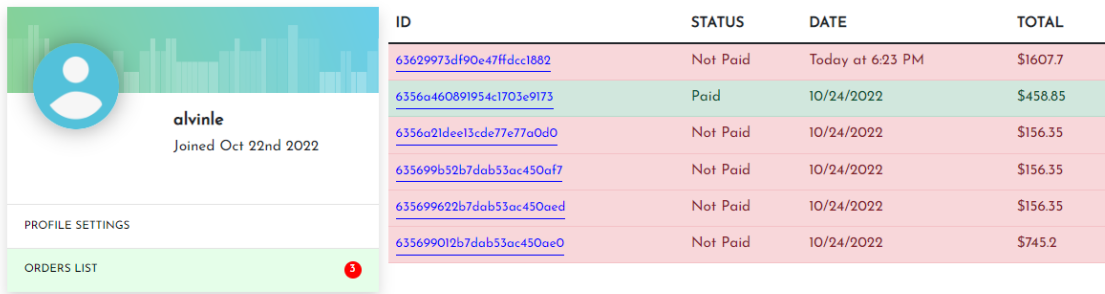 alvinle
Joined Oct 22nd 2022
PROFILE SETTINGS
ORDERS LIST 3
ID STATUS DATE TOTAL
63629973df90e47ffdcc1882 Not Paid Today at 6:23 PM $1607.7
6356a460891954c1703e9173 Paid 10/24/2022 $458.85
6356a21dee13cde77e77a0d0 Not Paid 10/24/2022 $156.35
635699b52b7dab53ac450af7 Not Paid 10/24/2022 $156.35
635699622b7dab53ac450aed Not Paid 10/24/2022 $156.35
635699012b7dab53ac450ae0 Not Paid 10/24/2022 $745.2